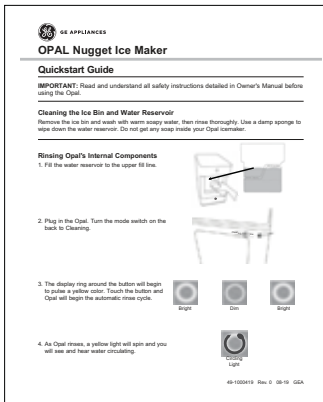 GE APPLIANCES
OPAL Nugget Ice Maker
Quickstart Guide
IMPORTANT: Read and understand all safety instructions detailed in Owner's Manual before
using the Opal.
Cleaning the Ice Bin and Water Reservoir
Remove the ice bin and wash with warm soapy water, then rinse thoroughly. Use a damp sponge to
wipe down the water reservoir. Do not get any soap inside your Opal icemaker.
Rinsing Opal's Internal Components
1. Fill the water reservoir to the upper fill line.
2. Plug in the Opal. Turn the mode switch on the
back to Cleaning.
3. The display ring around the button will begin
to pulse a yellow color. Touch the button and
Opal will begin the automatic rinse cycle.
Bright
Dim
Bright
4. As Opal rinses, a yellow light will spin and you
will see and hear water circulating.
Circling
Light
49-1000419 Rev. 0 08-19 GEA